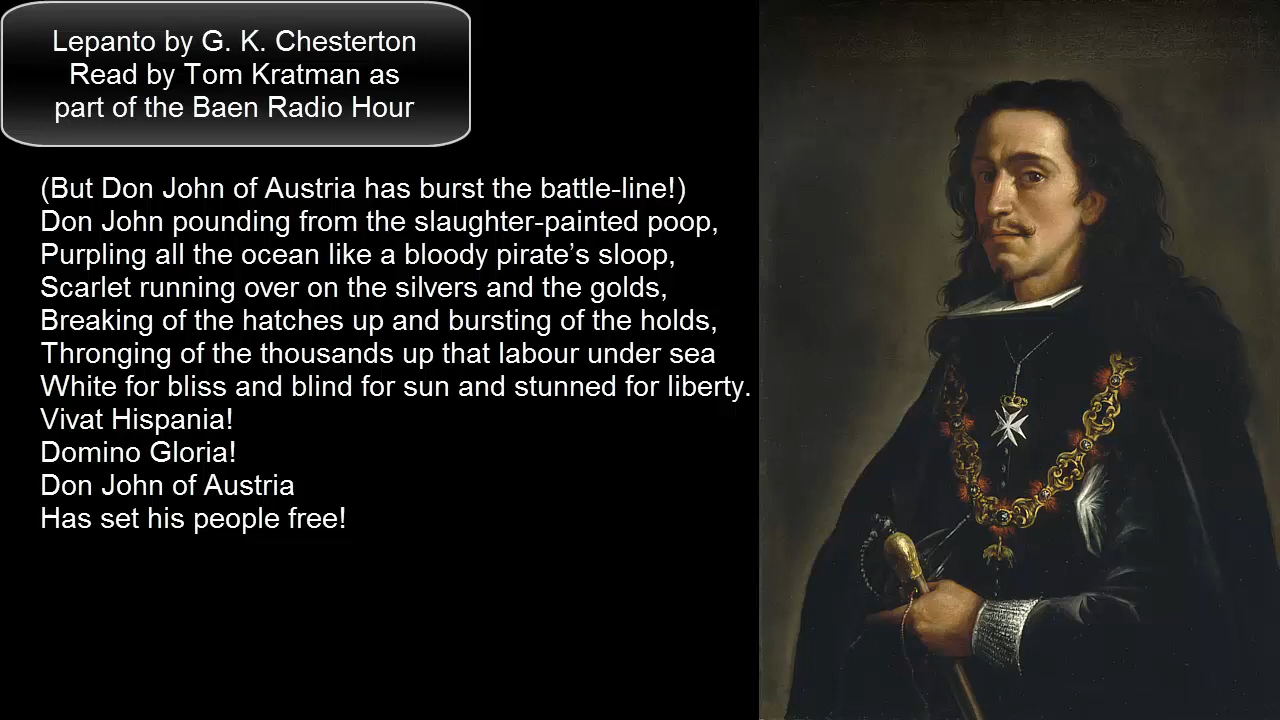 Lepanto by G. K. Chesterton
Read by Tom Kratman as
part of the Baen Radio Hour
(But Don John of Austria has burst the battle-line!)
Don John pounding from the slaughter-painted poop,
Purpling all the ocean like a bloody pirate’s sloop,
Scarlet running over on the silvers and the golds,
Breaking of the hatches up and bursting of the holds,
Thronging of the thousands up that labour under sea
White for bliss and blind for sun and stunned for liberty.
Vivat Hispania!
Domino Gloria!
Don John of Austria
Has set his people free!